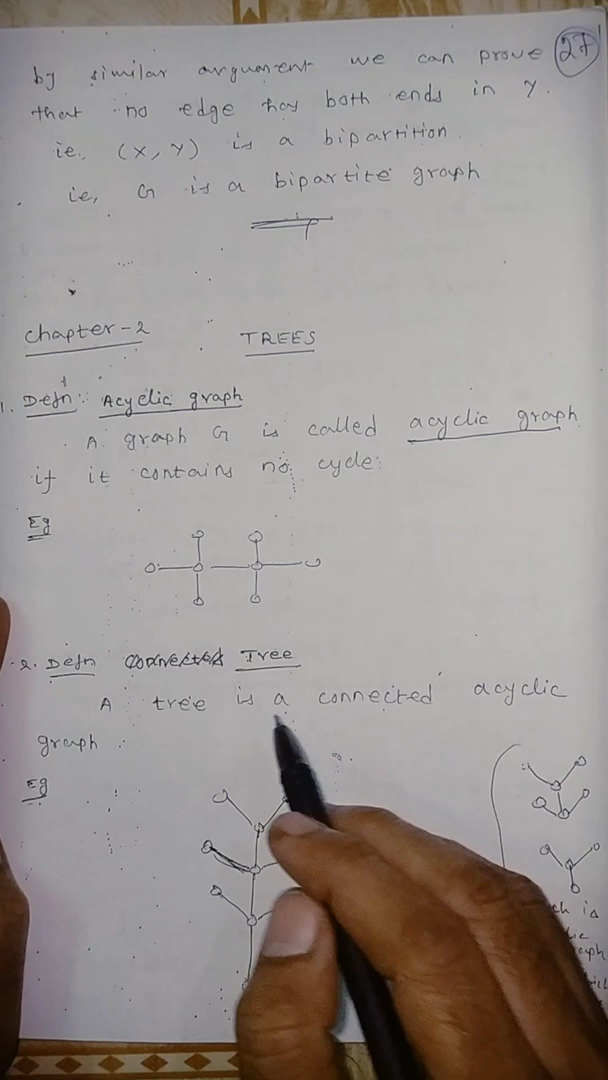 27
by similar argument we can prove
that no edge has both ends in Y.
ie. (X, Y) is a bipartition.
ie, G is a bipartite graph
Chapter-2 TREES
1. Defn: Acyclic graph
A graph G is called acyclic graph
if it contains no cycle.
Eg
2. Defn Connected Tree
A tree is a connected acyclic
graph
Eg
is